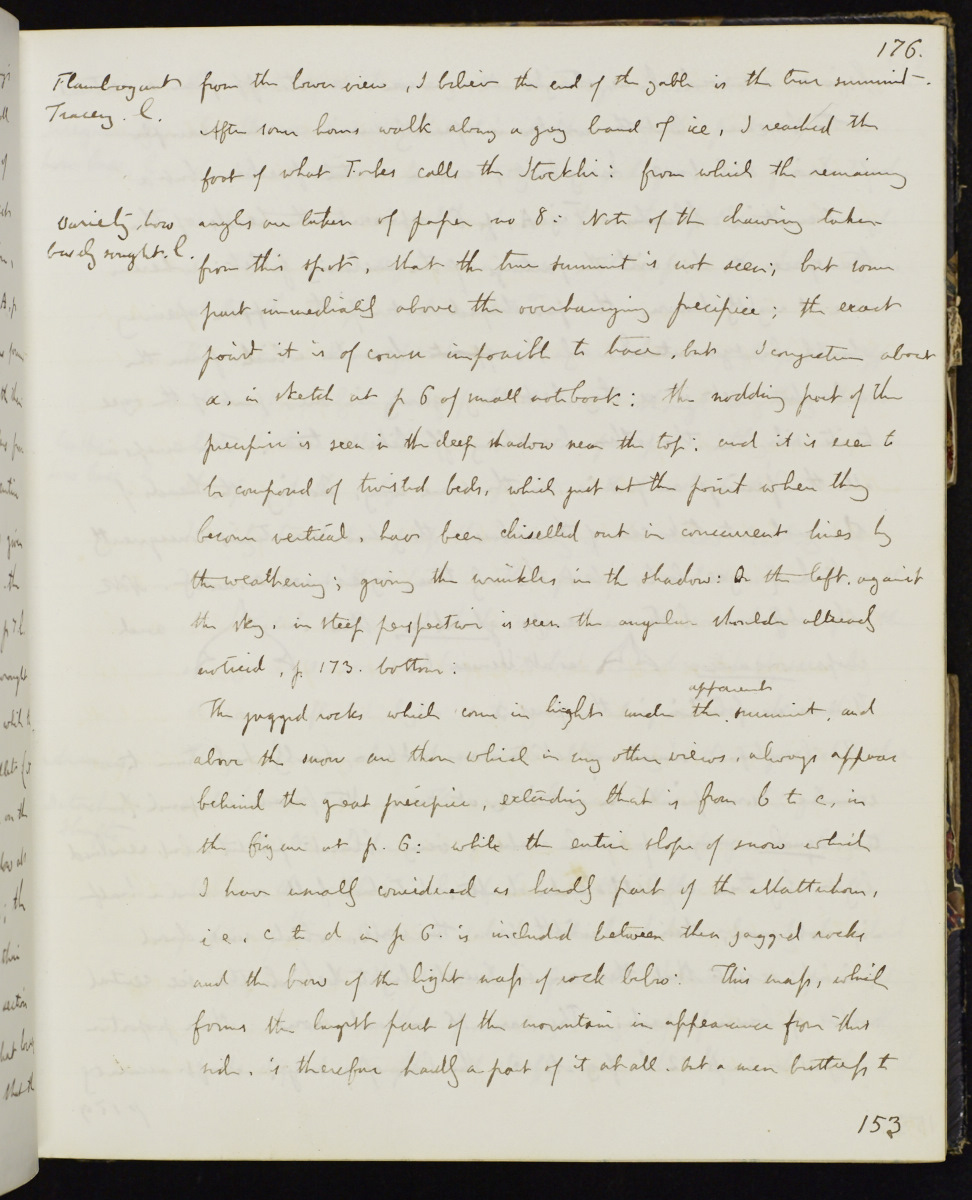 176.
Flamboyant
Tracery. l.
from the lower view, I believe the end of the gable is the true summit.
After some hours walk along a gray band of ice, I reached the
foot of what Forbes calls the Stockhi: from which the remaining
variety, how
basely sought. l.
angles are taken of paper no 8: Note of the drawing taken
from this spot, that the true summit is not seen; but some
part immediately above the overhanging precipice; the exact
point it is of course impossible to trace, but I conjecture about
a, in sketch at p 6 of small notebook: the nodding part of the
precipice is seen in the deep shadow near the top: and it is seen to
be composed of twisted beds, which just at the point where they
become vertical, have been chiselled out in concurrent lines by
the weathering; giving the wrinkles in the shadow: On the left, against
the sky, in steep perspective is seen the angular shoulder already
noticed, p. 173. bottom:
The jagged rocks which come in light under the apparent summit, and
above the snow are those which in my other views, always appear
behind the great precipice, extending that is from b to c, in
the figure at p. 6: while the entire slope of snow which
I have usually considered as hardly part of the Matterhorn,
i e. c to d in p 6. is included between these jagged rocks
and the brow of the light mass of rock below: This mass, which
forms the largest part of the mountain in appearance from this
side, is therefore hardly a part of it at all, but a mere buttress to
153